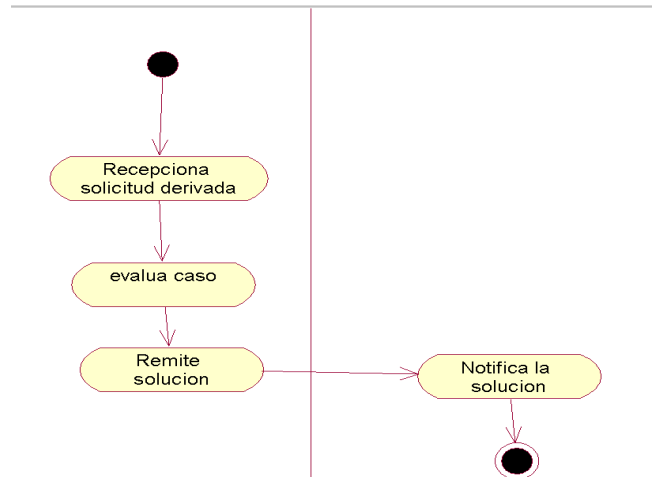 Recepciona
solicitud derivada
evalua caso
Remite
solucion
Notifica la
solucion